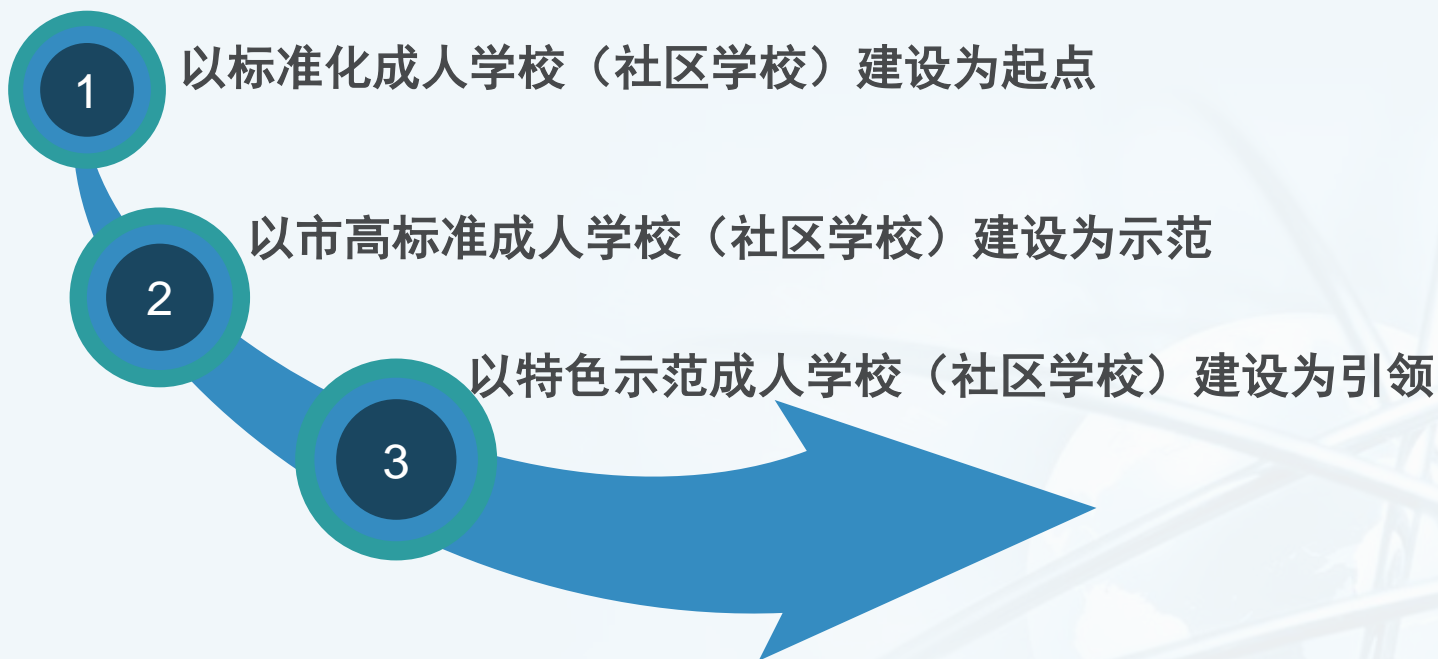 1
以标准化成人学校（社区学校）建设为起点
2
以市高标准成人学校（社区学校）建设为示范
3
以特色示范成人学校（社区学校）建设为引领